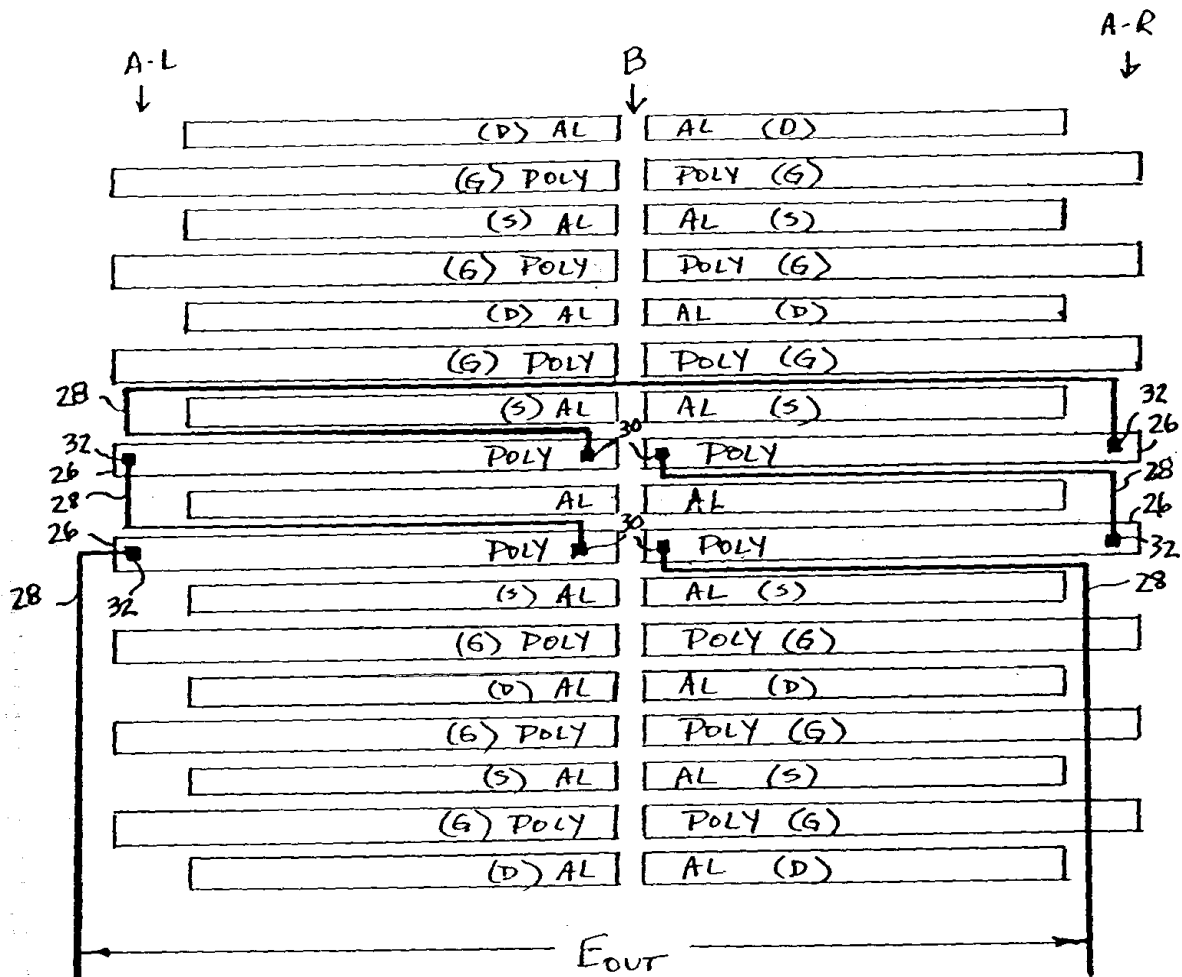 A-R
A-L B
(D) AL AL (D)
(G) POLY POLY (G)
(S) AL AL (S)
(G) POLY POLY (G)
(D) AL AL (D)
(G) POLY POLY (G)
28 (S) AL AL (S) 32
32 POLY 30 POLY 26
26 28
28 AL AL 26
26 POLY 30 POLY 32
28 32 (S) AL AL (S) 28
(G) POLY POLY (G)
(D) AL AL (D)
(G) POLY POLY (G)
(S) AL AL (S)
(G) POLY POLY (G)
(D) AL AL (D)
EOUT